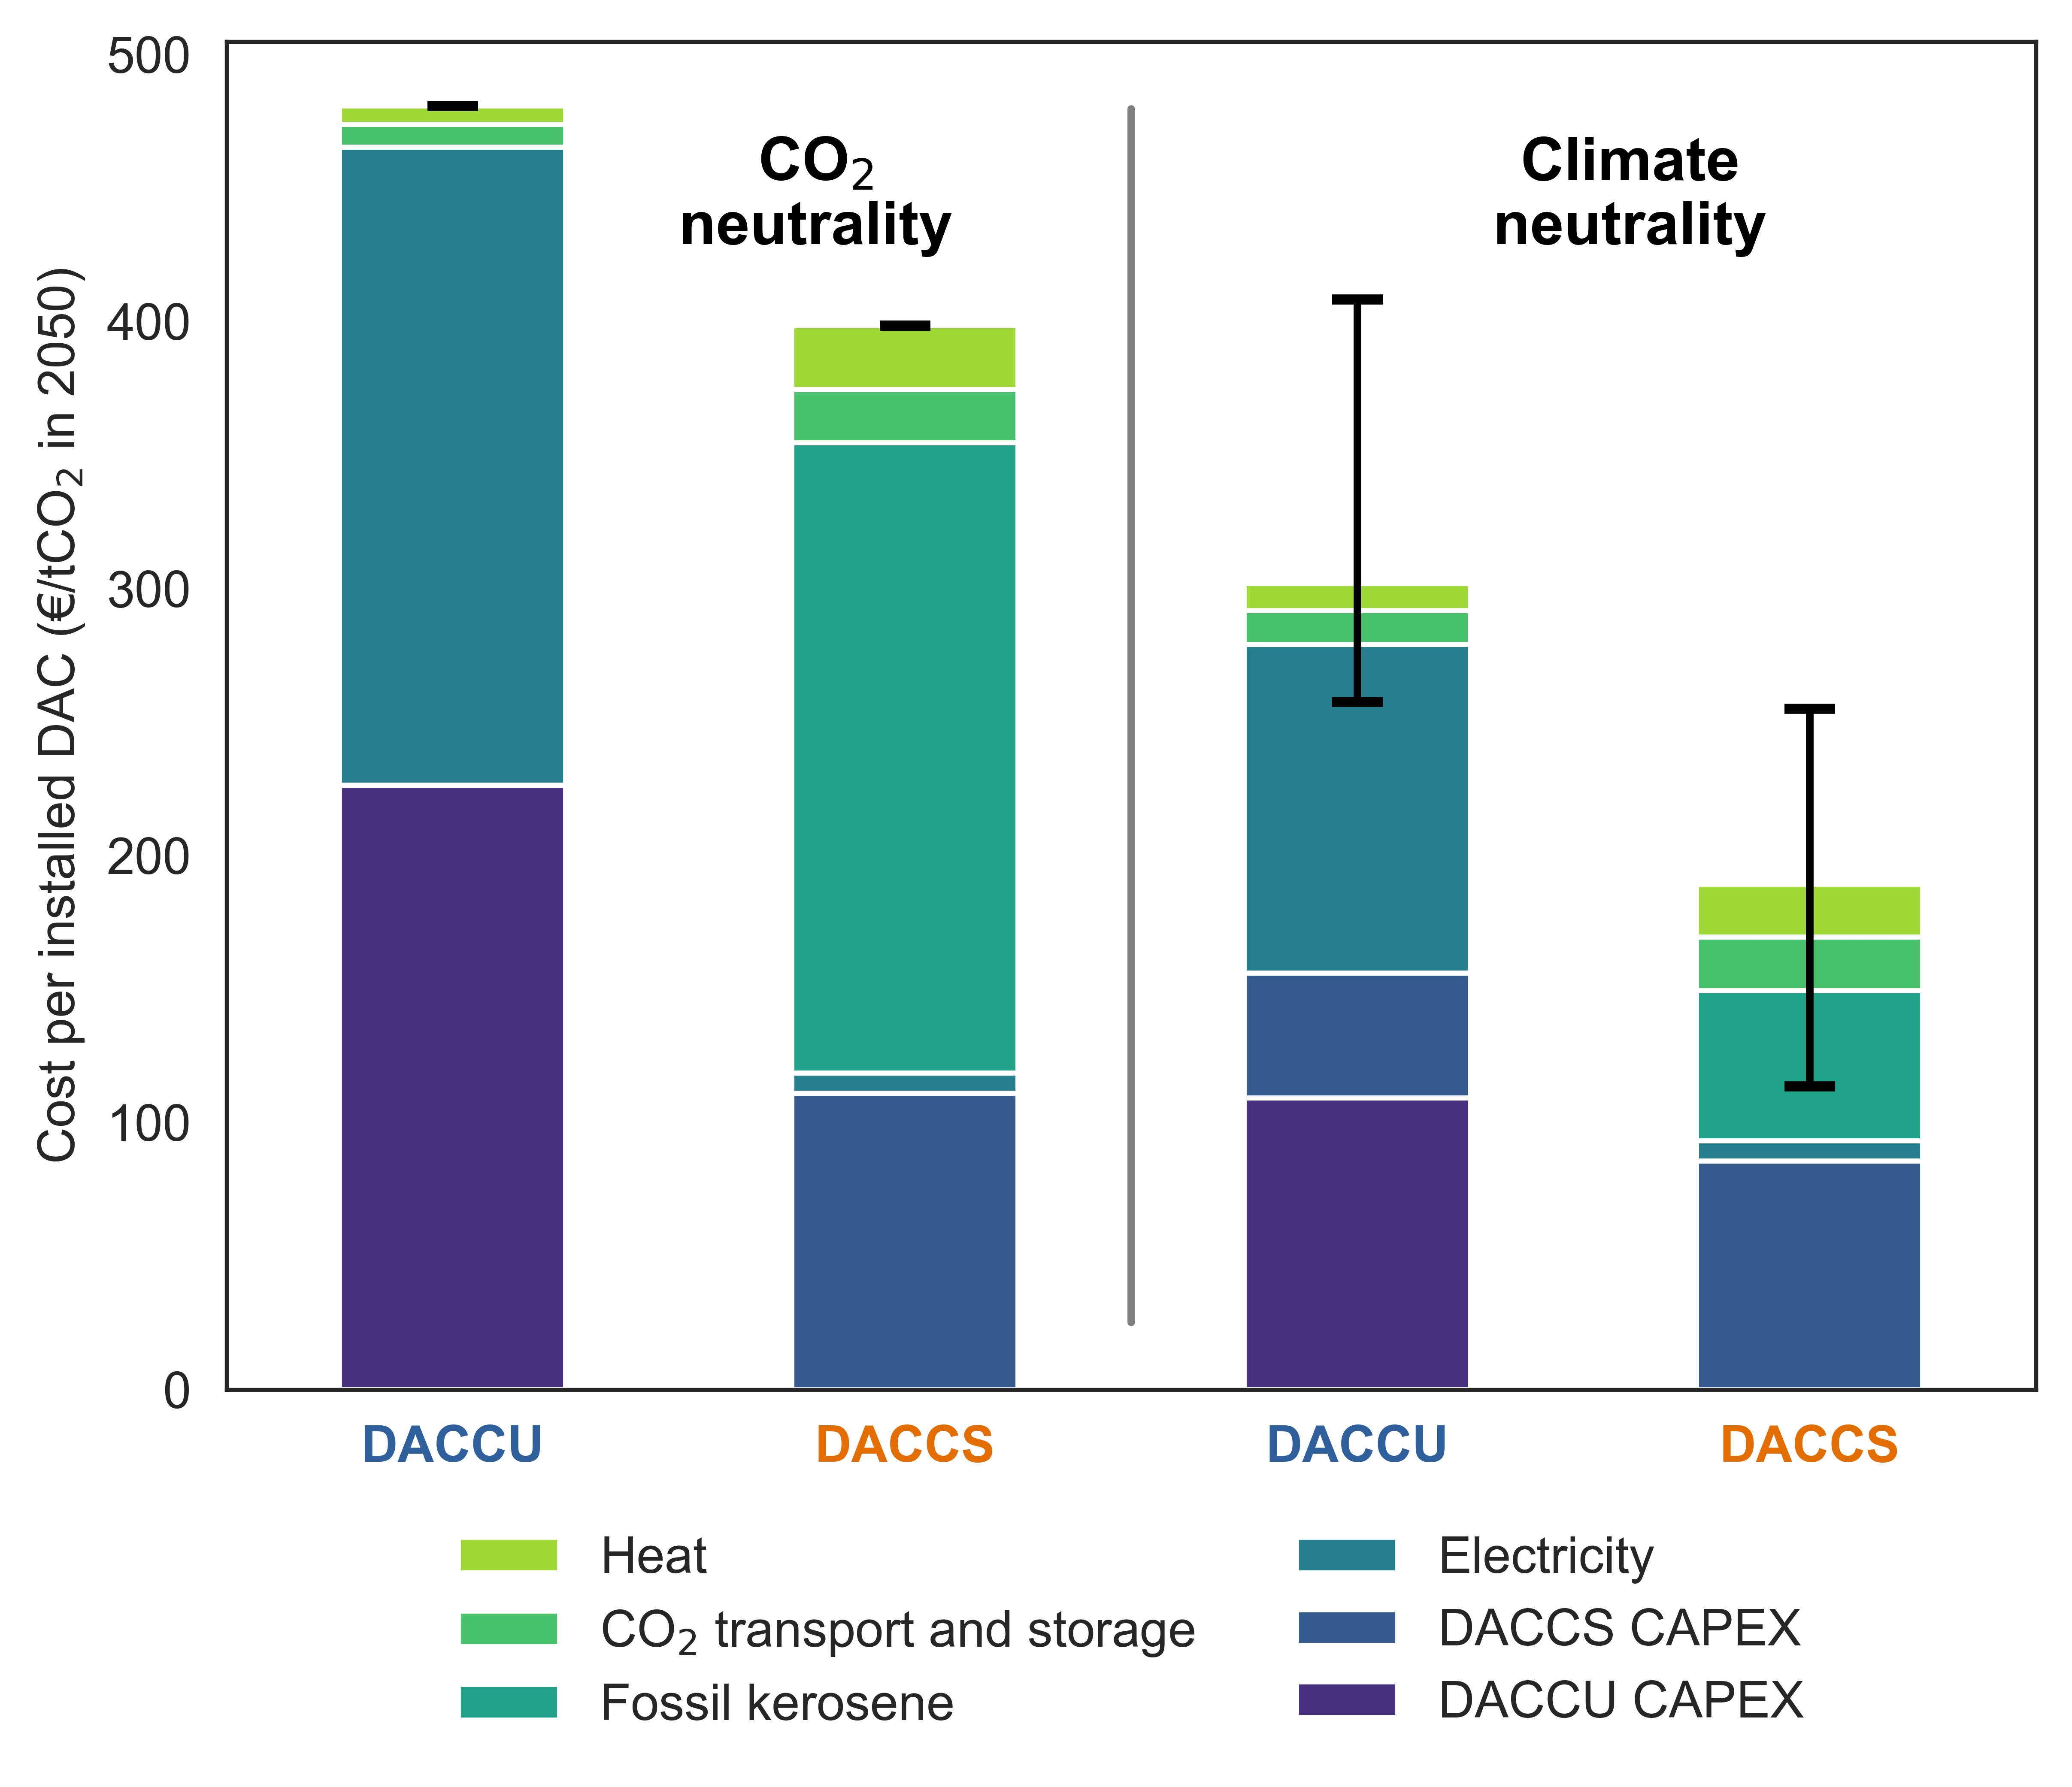 500
400
300
200
100
0
Cost per installed DAC (€/tCO₂ in 2050)
CO₂
neutrality
Climate
neutrality
DACCU
DACCS
DACCU
DACCS
Heat
CO₂ transport and storage
Fossil kerosene
Electricity
DACCS CAPEX
DACCU CAPEX